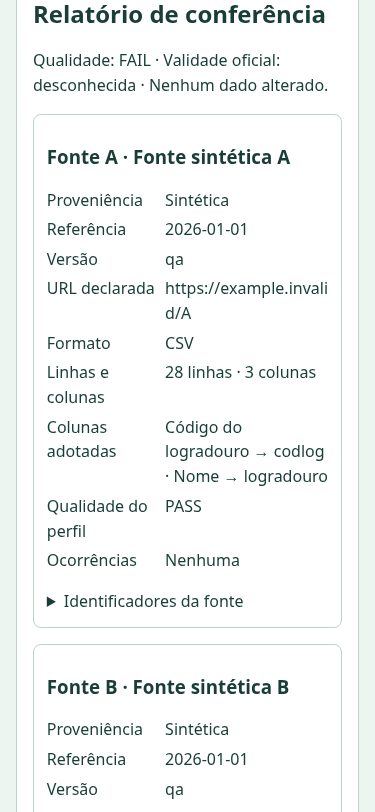 Relatório de conferência
Qualidade: FAIL · Validade oficial:
desconhecida · Nenhum dado alterado.
Fonte A · Fonte sintética A
Proveniência Sintética
Referência 2026-01-01
Versão qa
URL declarada https://example.invali
d/A
Formato CSV
Linhas e 28 linhas · 3 colunas
colunas
Colunas Código do
adotadas logradouro → codlog
· Nome → logradouro
Qualidade do PASS
perfil
Ocorrências Nenhuma
▶ Identificadores da fonte
Fonte B · Fonte sintética B
Proveniência Sintética
Referência 2026-01-01
Versão qa